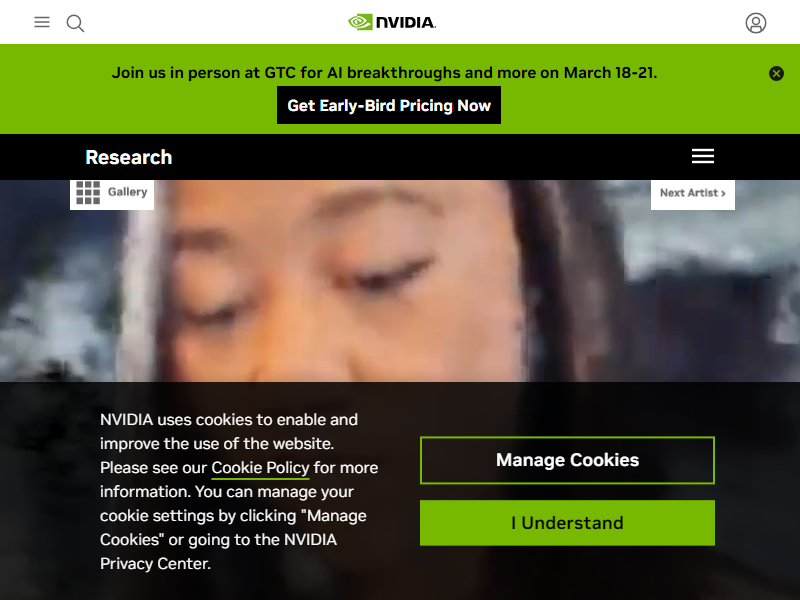 NVIDIA.
Join us in person at GTC for AI breakthroughs and more on March 18-21.
Get Early-Bird Pricing Now
Research
Gallery
Next Artist ›
NVIDIA uses cookies to enable and
improve the use of the website.
Please see our Cookie Policy for more
information. You can manage your
cookie settings by clicking "Manage
Cookies" or going to the NVIDIA
Privacy Center.
Manage Cookies
I Understand